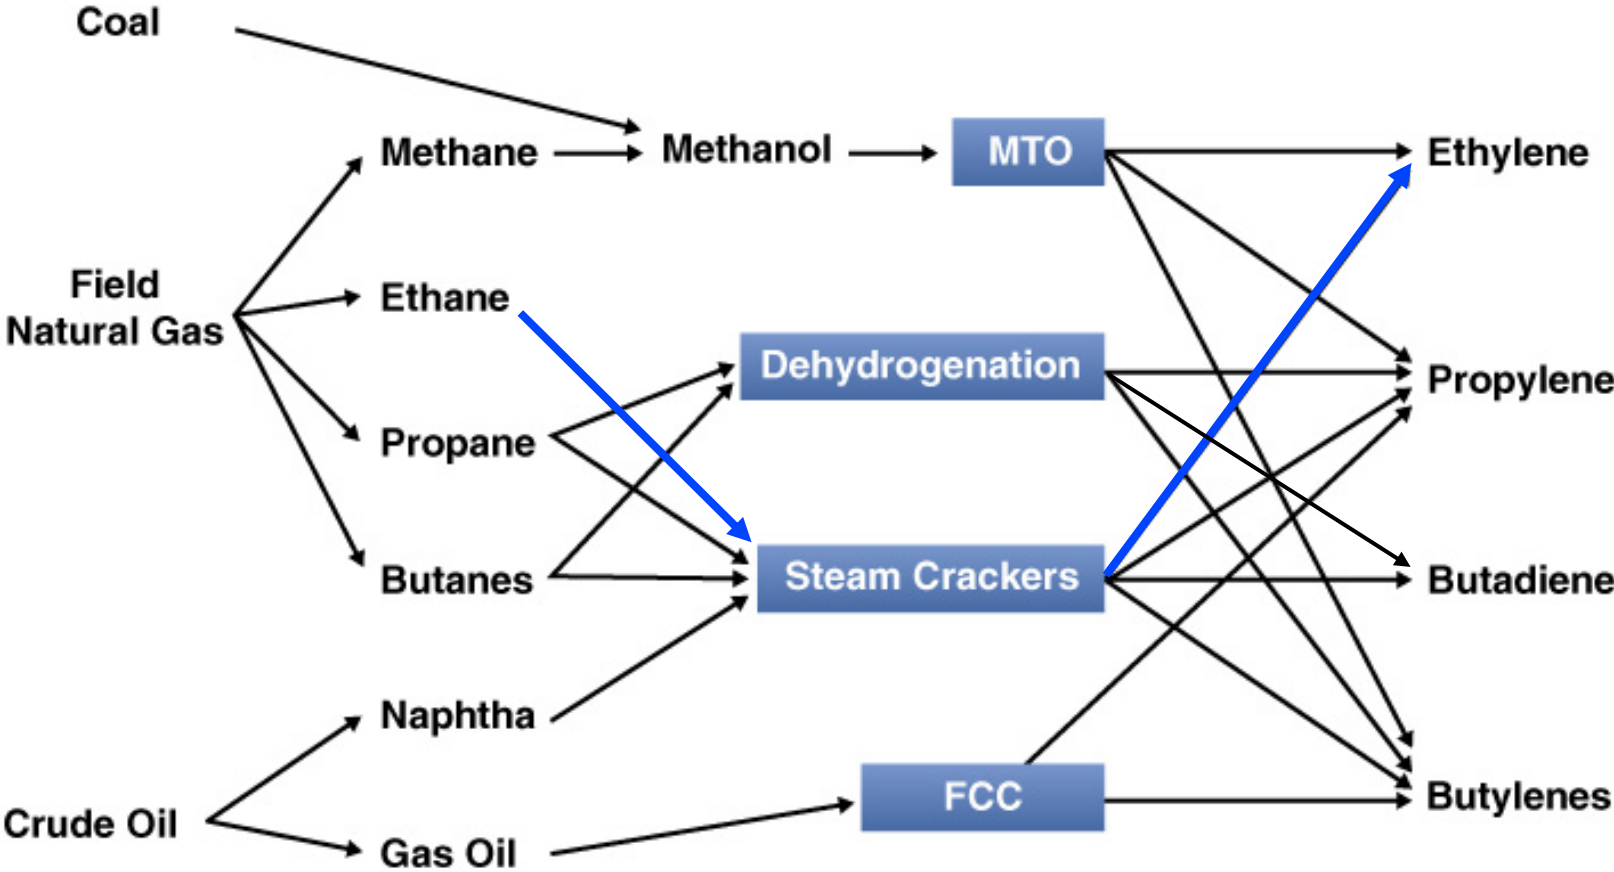 Coal
Methane
Methanol
MTO
Ethylene
Field
Natural Gas
Ethane
Dehydrogenation
Propylene
Propane
Butanes
Steam Crackers
Butadiene
Naphtha
Crude Oil
Gas Oil
FCC
Butylenes